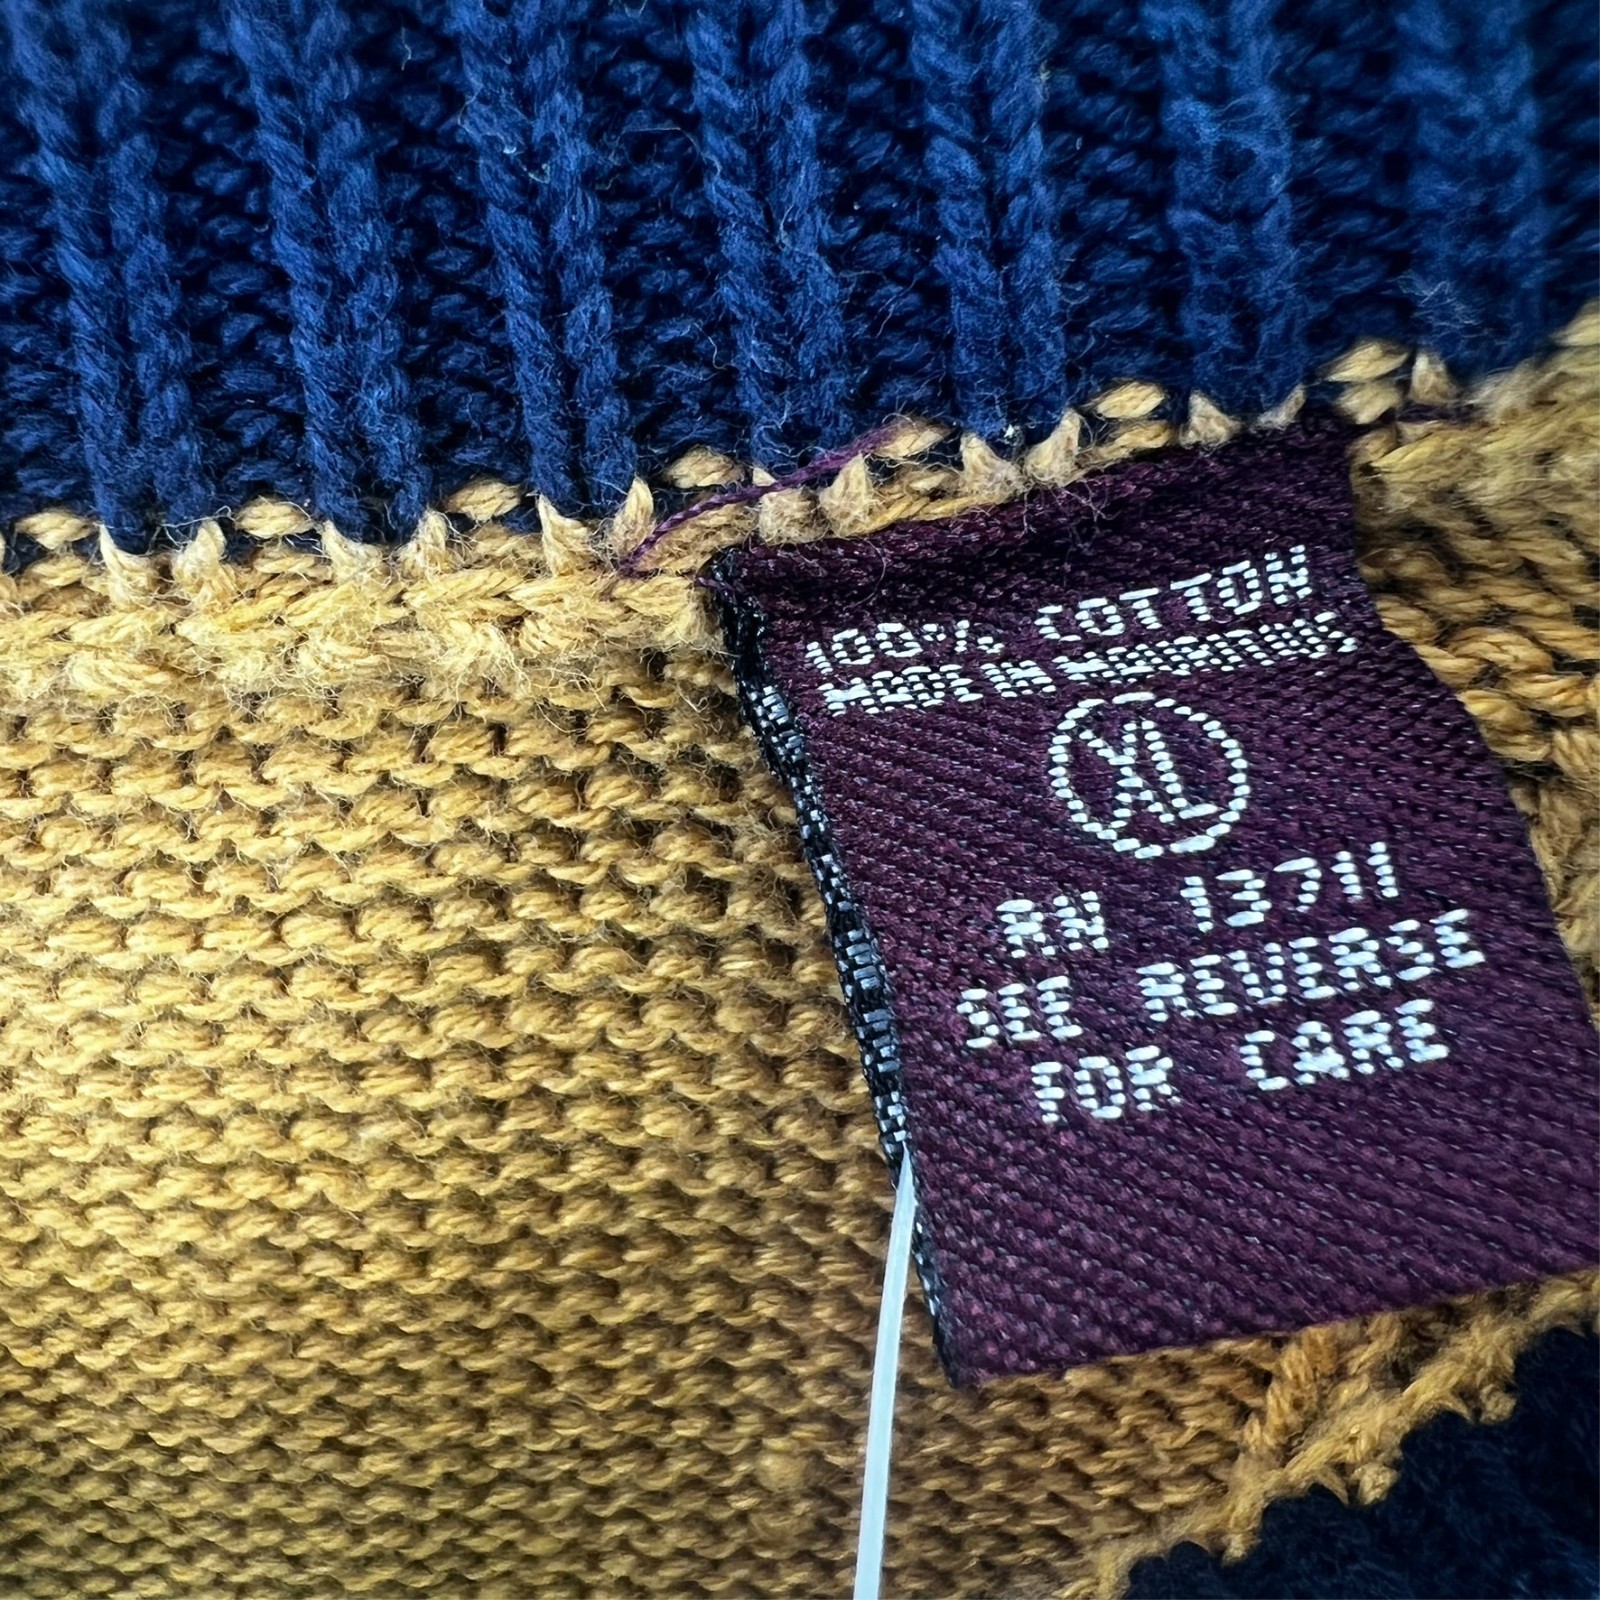 100% COTTON
MADE IN MAURITIUS
XL
RN 13711
SEE REVERSE
FOR CARE